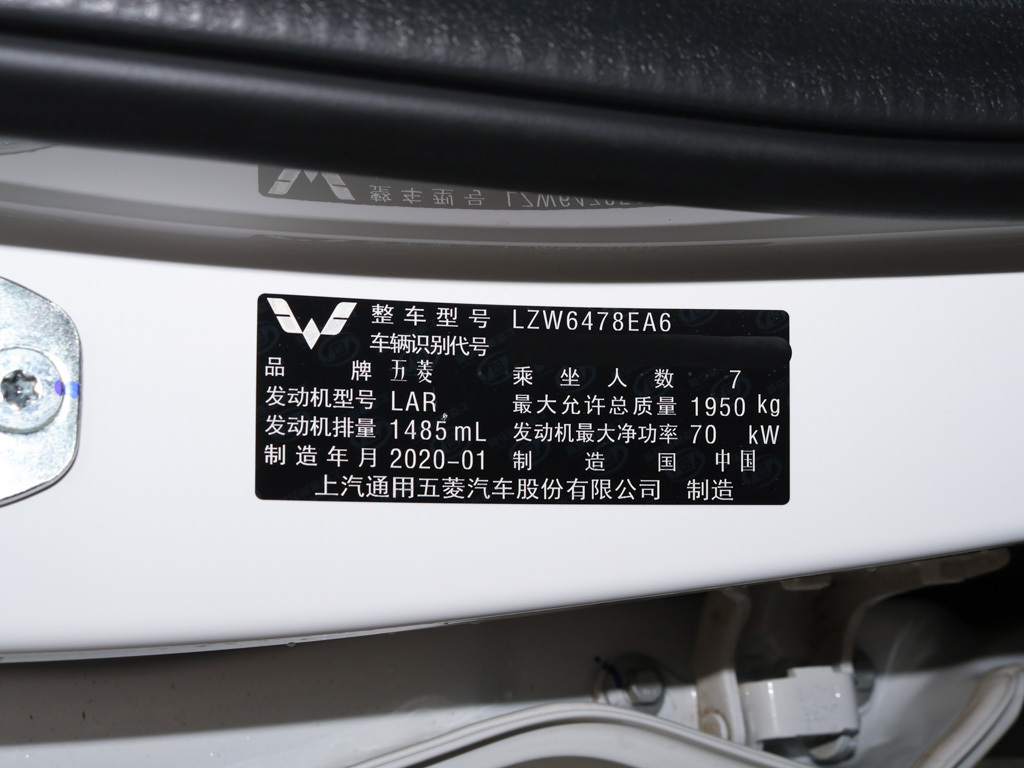 整车型号 LZW6478EA6
车辆识别代号
品牌 五菱 乘坐人数 7
发动机型号 LAR 最大允许总质量 1950 kg
发动机排量 1485 mL 发动机最大净功率 70 kW
制造年月 2020-01 制造国 中国
上汽通用五菱汽车股份有限公司 制造